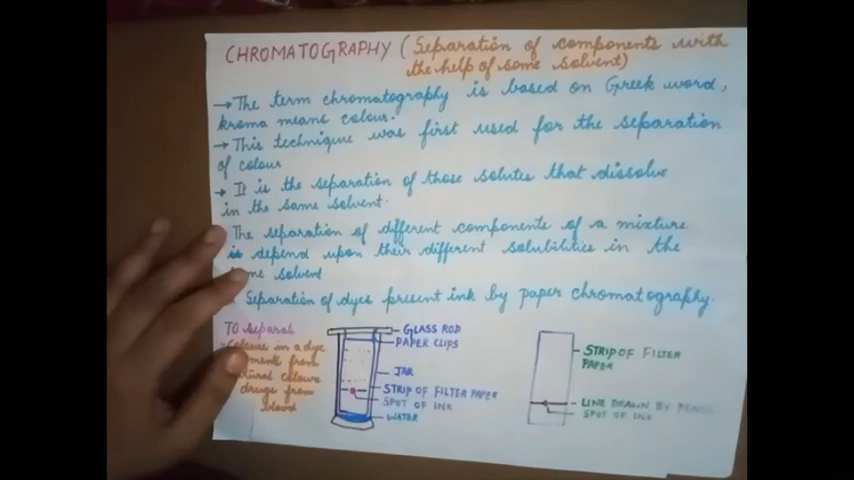 CHROMATOGRAPHY (Separation of components with
the help of some solvent)
→ The term chromatography is based on Greek word,
kroma means colour.
→ This technique was first used for the separation
of colour
→ It is the separation of those solutes that dissolve
in the same solvent.
The separation of different components of a mixture
is depend upon their different solubilities in the
me solvent
Separation of dyes present ink by paper chromatography.
TO separate
- Colours in a dye
ments from
tural colours
drugs from
blood
GLASS ROD
PAPER CLIPS
JAR
STRIP OF FILTER PAPER
SPOT OF INK
WATER
STRIP OF FILTER
PAPER
LINE DRAWN BY PENCIL
SPOT OF INK